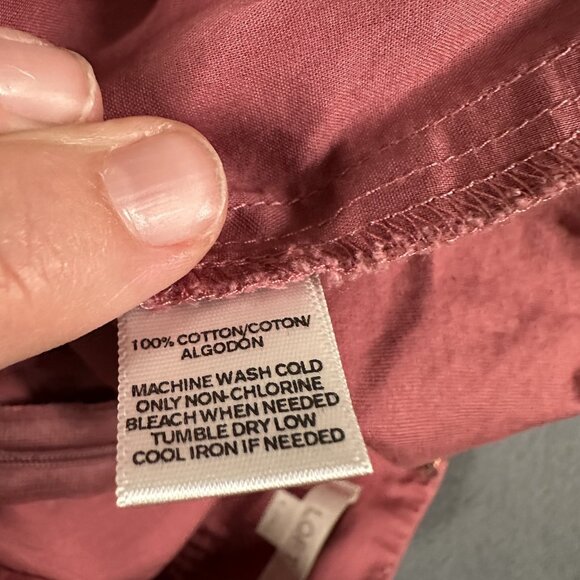 100% COTTON/COTON/
ALGODÓN
MACHINE WASH COLD
ONLY NON-CHLORINE
BLEACH WHEN NEEDED
TUMBLE DRY LOW
COOL IRON IF NEEDED